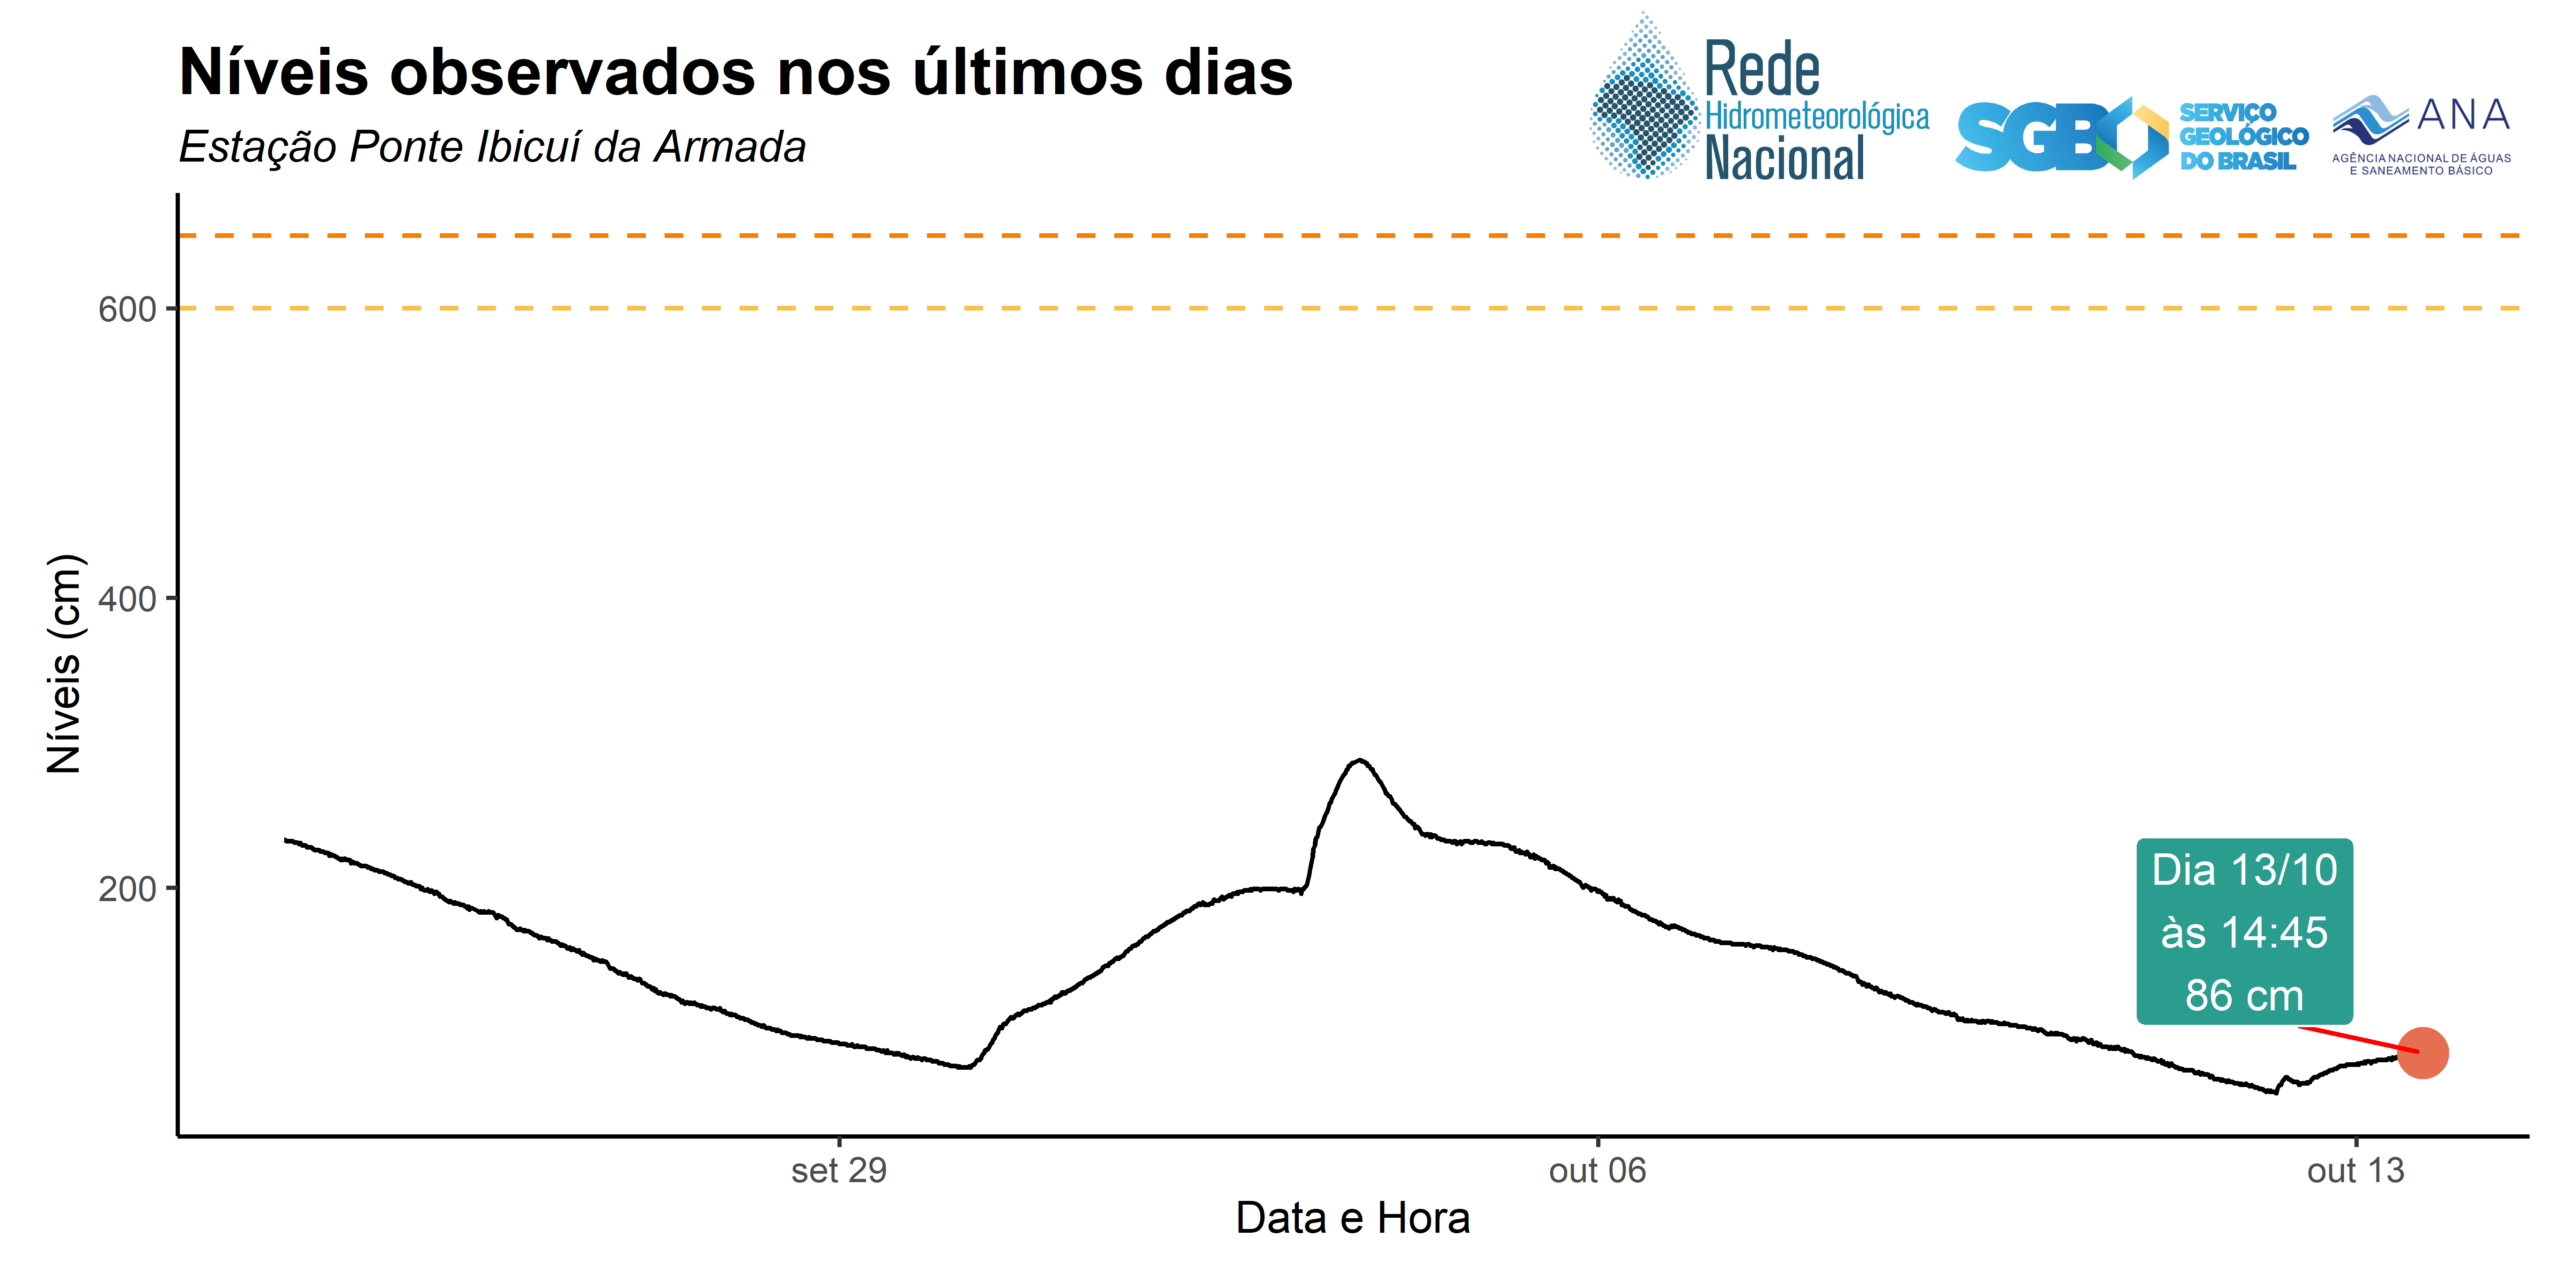 Níveis observados nos últimos dias
Estação Ponte Ibicuí da Armada
Rede
Hidrometeorológica
Nacional
SGB
SERVIÇO
GEOLÓGICO
DO BRASIL
ANA
AGÊNCIA NACIONAL DE ÁGUAS
E SANEAMENTO BÁSICO
Níveis (cm)
600
400
200
Dia 13/10
às 14:45
86 cm
set 29
out 06
out 13
Data e Hora